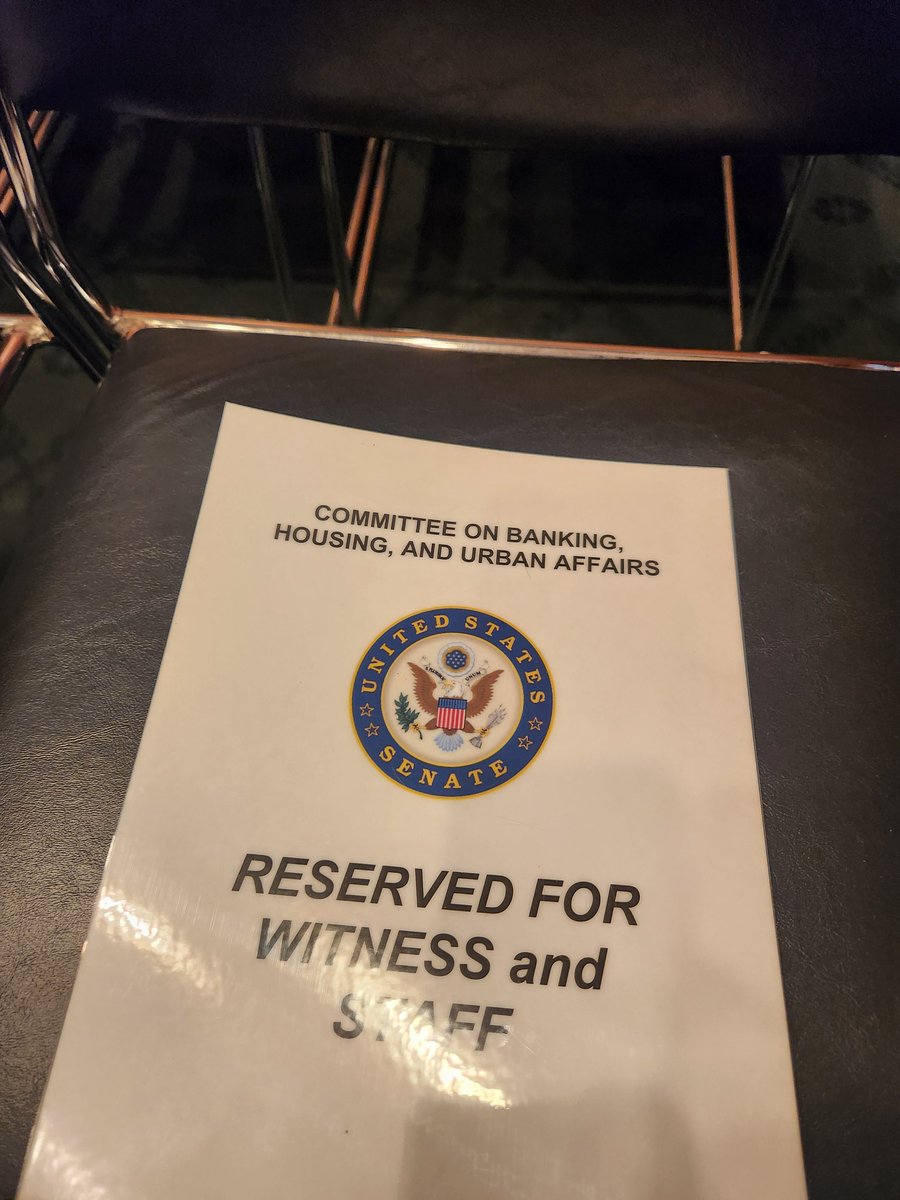 COMMITTEE ON BANKING,
HOUSING, AND URBAN AFFAIRS
UNITED STATES
SENATE
RESERVED FOR
WITNESS and
STAFF